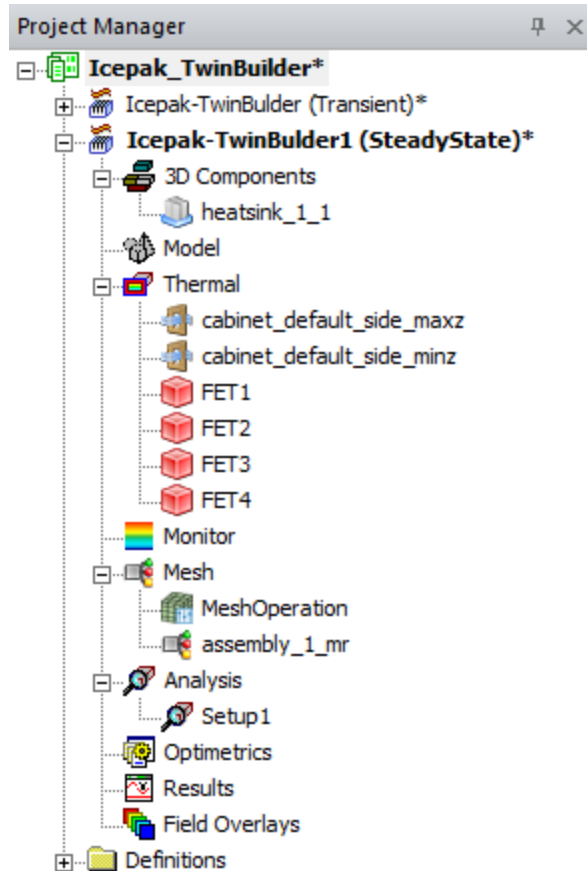 Project Manager
Icepak_TwinBuilder*
Icepak-TwinBulder (Transient)*
Icepak-TwinBulder1 (SteadyState)*
3D Components
heatsink_1_1
Model
Thermal
cabinet_default_side_maxz
cabinet_default_side_minz
FET1
FET2
FET3
FET4
Monitor
Mesh
MeshOperation
assembly_1_mr
Analysis
Setup1
Optimetrics
Results
Field Overlays
Definitions